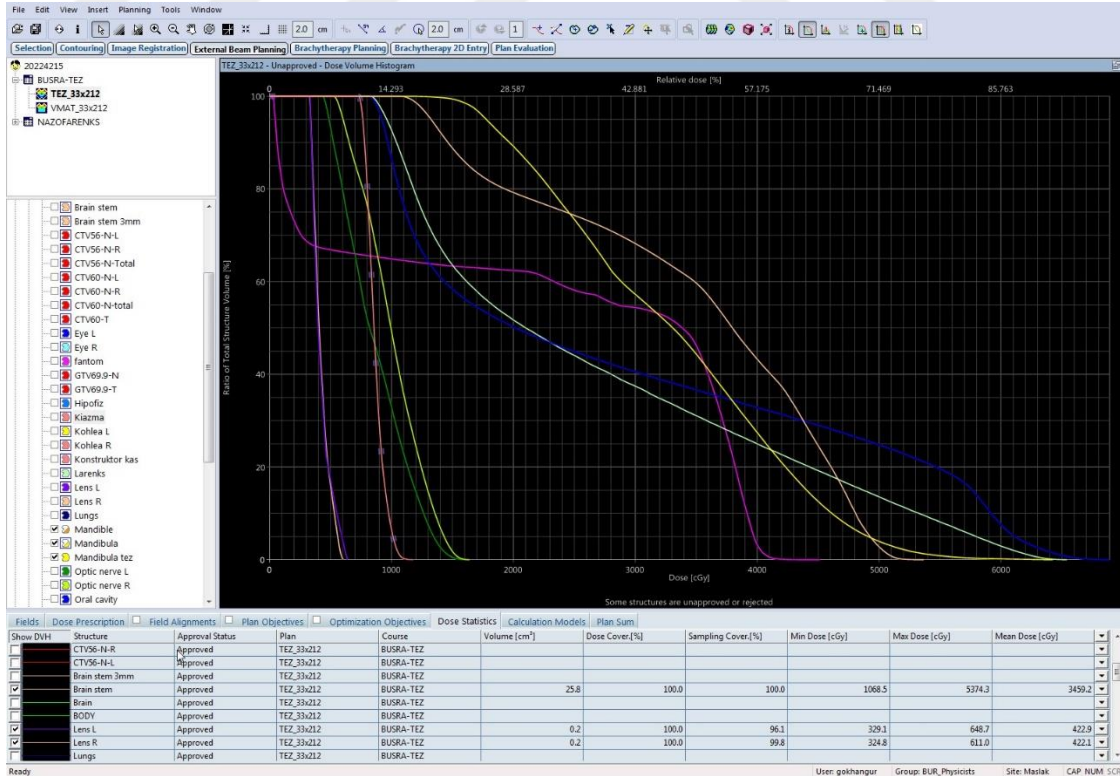 File Edit View Insert Planning Tools Window
2.0 cm 2.0 cm 1
Selection Contouring Image Registration External Beam Planning Brachytherapy Planning Brachytherapy 2D Entry Plan Evaluation
20224215
BUSRA-TEZ
TEZ_33x212
VMAT_33x212
NAZOFARENKS
Brain stem
Brain stem 3mm
CTV56-N-L
CTV56-N-R
CTV56-N-Total
CTV60-N-L
CTV60-N-R
CTV60-N-total
CTV60-T
Eye L
Eye R
fantom
GTV69.9-N
GTV69.9-T
Hipofiz
Kiazma
Kohlea L
Kohlea R
Konstruktor kas
Larenks
Lens L
Lens R
Lungs
Mandible
Mandibula
Mandibula tez
Optic nerve L
Optic nerve R
Oral cavity
TEZ_33x212 - Unapproved - Dose Volume Histogram
Relative dose [%]
0 14.293 28.587 42.881 57.175 71.469 85.763
100
80
60
40
20
0
Ratio of Total Structure Volume [%]
0 1000 2000 3000 4000 5000 6000
Dose [cGy]
Some structures are unapproved or rejected
Fields Dose Prescription Field Alignments Plan Objectives Optimization Objectives Dose Statistics Calculation Models Plan Sum
Show DVH Structure Approval Status Plan Course Volume [cm³] Dose Cover.[%] Sampling Cover.[%] Min Dose [cGy] Max Dose [cGy] Mean Dose [cGy]
CTV56-N-R Approved TEZ_33x212 BUSRA-TEZ
CTV56-N-L Approved TEZ_33x212 BUSRA-TEZ
Brain stem 3mm Approved TEZ_33x212 BUSRA-TEZ
Brain stem Approved TEZ_33x212 BUSRA-TEZ 25.8 100.0 100.0 1068.5 5374.3 3459.2
Brain Approved TEZ_33x212 BUSRA-TEZ
BODY Approved TEZ_33x212 BUSRA-TEZ
Lens L Approved TEZ_33x212 BUSRA-TEZ 0.2 100.0 96.1 329.1 648.7 422.9
Lens R Approved TEZ_33x212 BUSRA-TEZ 0.2 100.0 99.8 324.8 611.0 422.1
Lungs Approved TEZ_33x212 BUSRA-TEZ
Ready User: gokhangur Group: BUR_Physicists Site: Maslak CAP NUM